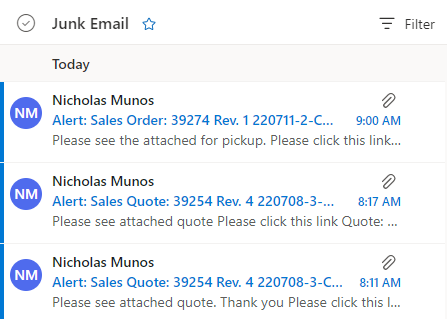 Junk Email
Filter
Today
NM
Nicholas Munos
Alert: Sales Order: 39274 Rev. 1 220711-2-C...
9:00 AM
Please see the attached for pickup. Please click this link...
NM
Nicholas Munos
Alert: Sales Quote: 39254 Rev. 4 220708-3-...
8:17 AM
Please see attached quote Please click this link Quote: ...
NM
Nicholas Munos
Alert: Sales Quote: 39254 Rev. 4 220708-3-C...
8:11 AM
Please see attached quote. Thank you Please click this l...